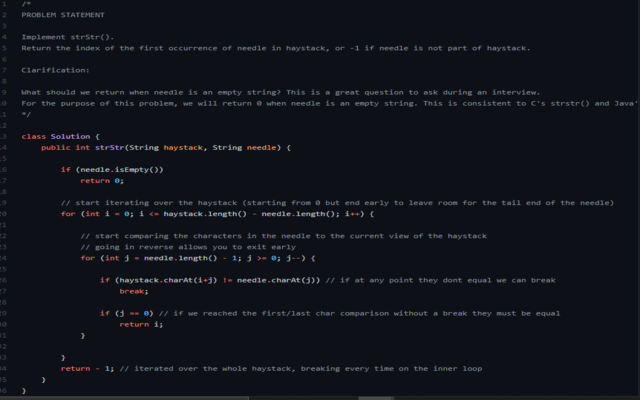 1 /*
2 PROBLEM STATEMENT
3
4 Implement strStr().
5 Return the index of the first occurrence of needle in haystack, or -1 if needle is not part of haystack.
6
7 Clarification:
8
9 What should we return when needle is an empty string? This is a great question to ask during an interview.
10 For the purpose of this problem, we will return 0 when needle is an empty string. This is consistent to C's strstr() and Java'
11 */
12
13 class Solution {
14 public int strStr(String haystack, String needle) {
15
16 if (needle.isEmpty())
17 return 0;
18
19 // start iterating over the haystack (starting from 0 but end early to leave room for the tail end of the needle)
20 for (int i = 0; i <= haystack.length() - needle.length(); i++) {
21
22 // start comparing the characters in the needle to the current view of the haystack
23 // going in reverse allows you to exit early
24 for (int j = needle.length() - 1; j >= 0; j--) {
25
26 if (haystack.charAt(i+j) != needle.charAt(j)) // if at any point they dont equal we can break
27 break;
28
29 if (j == 0) // if we reached the first/last char comparison without a break they must be equal
30 return i;
31 }
32
33 }
34 return - 1; // iterated over the whole haystack, breaking every time on the inner loop
35 }
36 }